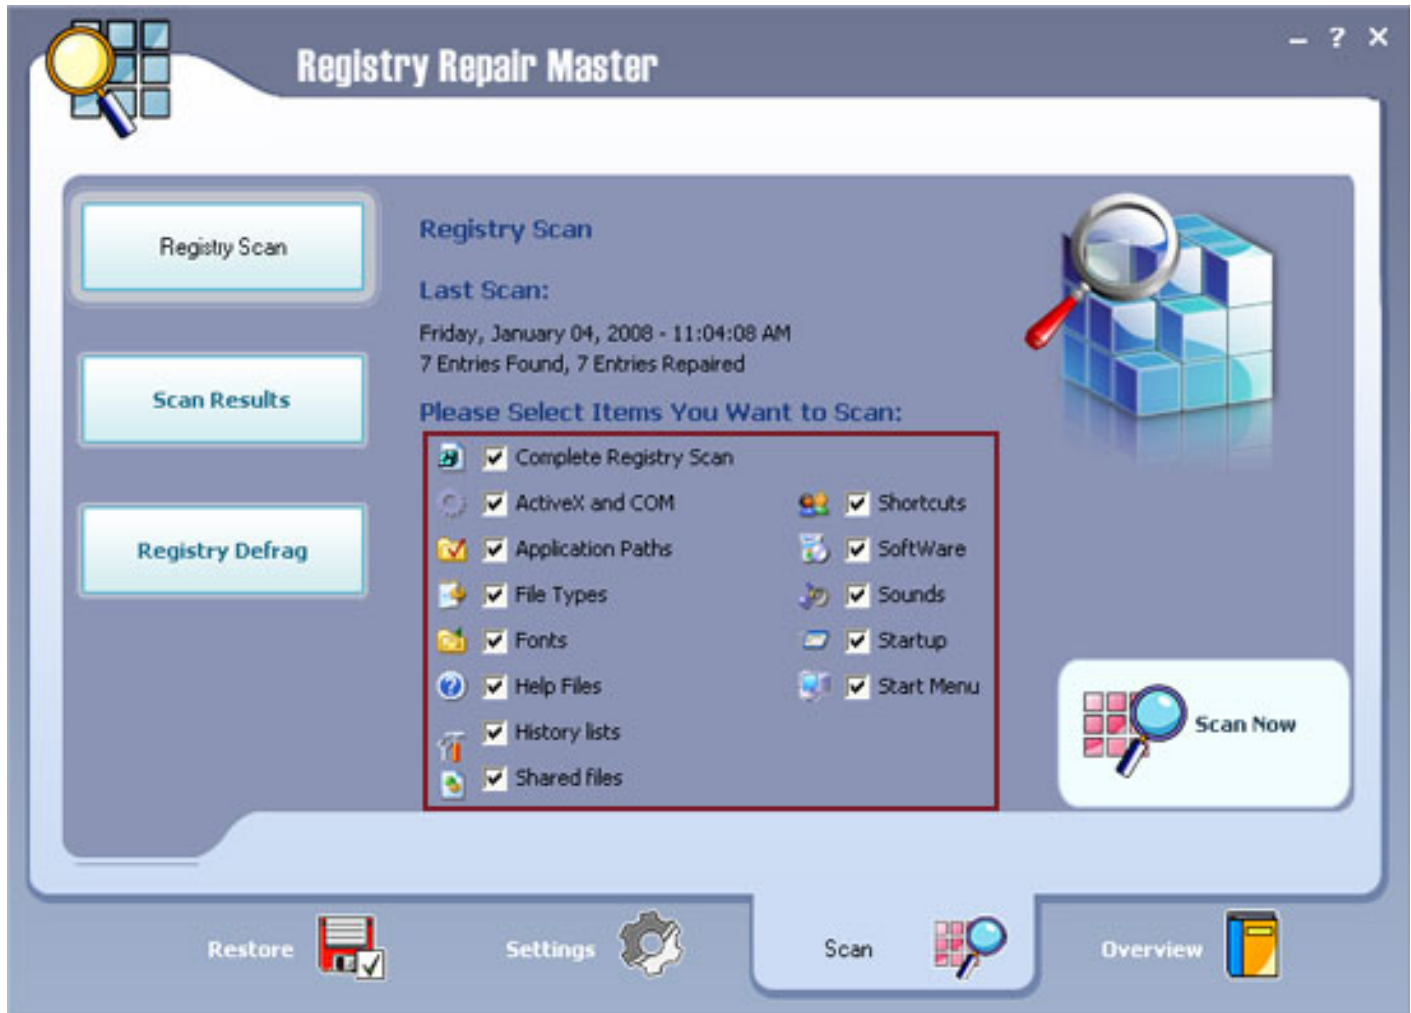 Registry Repair Master
? X
Registry Scan
Scan Results
Registry Defrag
Registry Scan
Last Scan:
Friday, January 04, 2008 - 11:04:08 AM
7 Entries Found, 7 Entries Repaired
Please Select Items You Want to Scan:
Complete Registry Scan
ActiveX and COM
Application Paths
File Types
Fonts
Help Files
History lists
Shared files
Shortcuts
SoftWare
Sounds
Startup
Start Menu
Scan Now
Restore
Settings
Scan
Overview